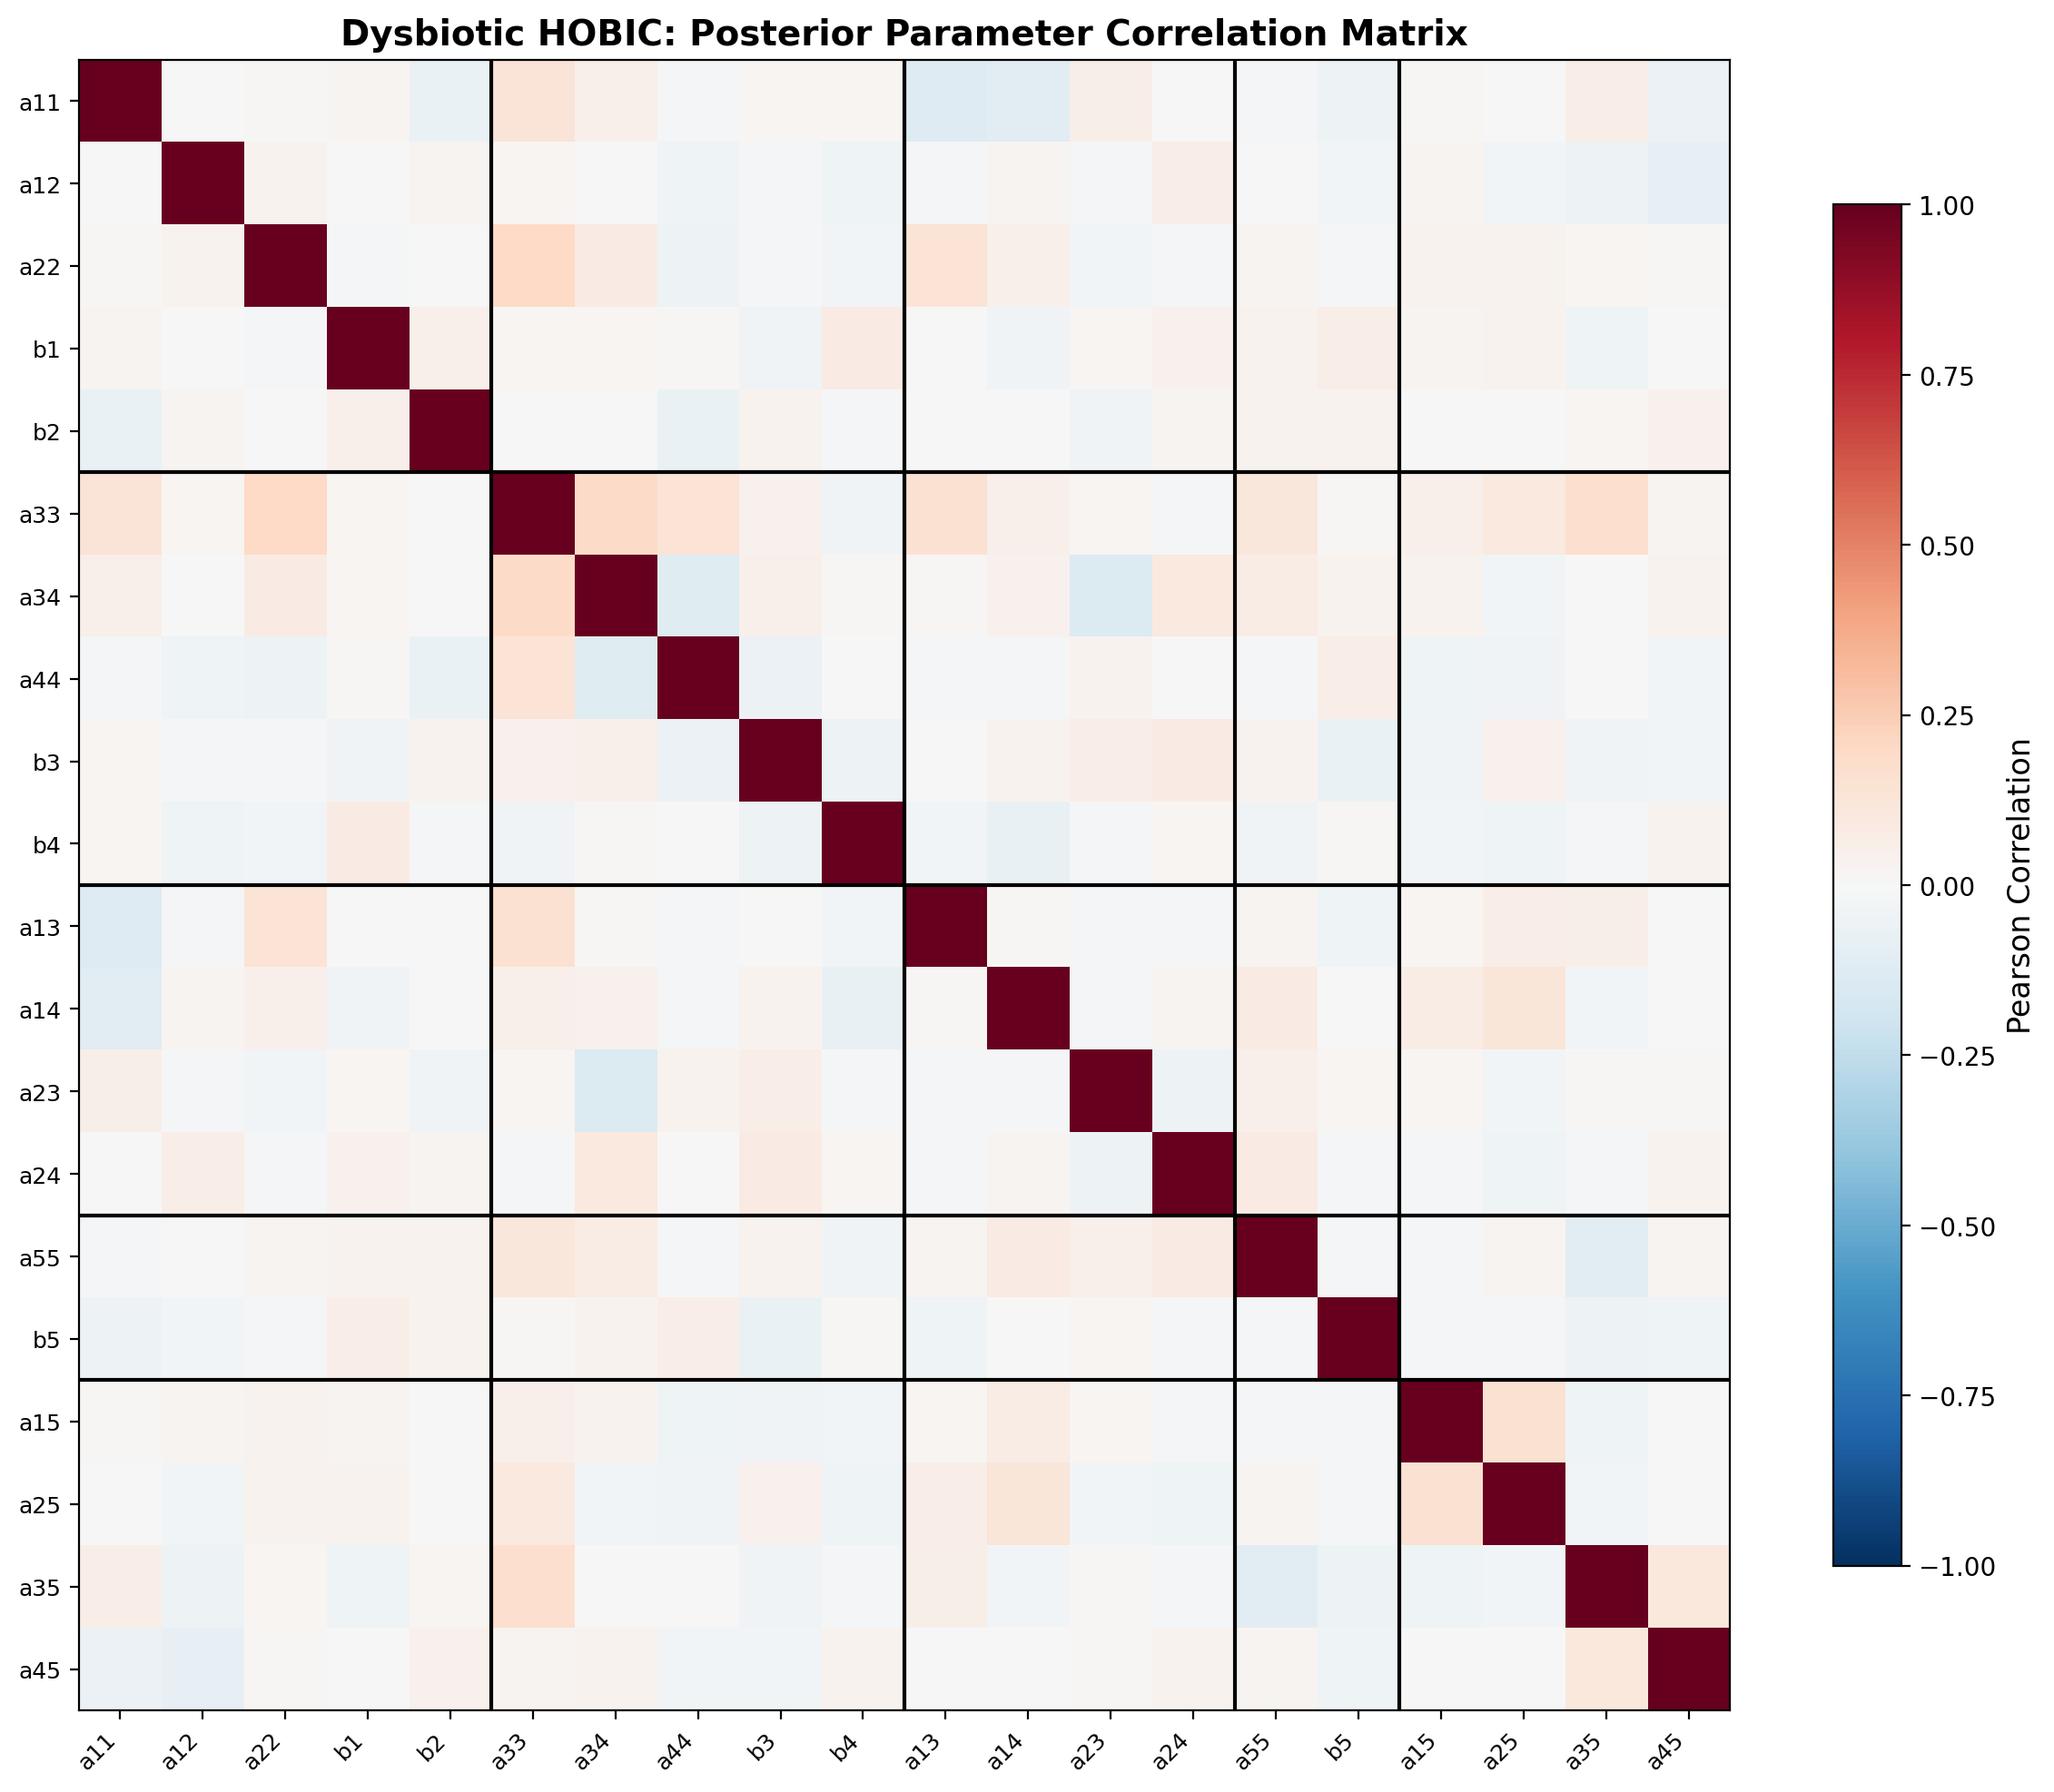 Dysbiotic HOBIC: Posterior Parameter Correlation Matrix
a11
a12
a22
b1
b2
a33
a34
a44
b3
b4
a13
a14
a23
a24
a55
b5
a15
a25
a35
a45
a11 a12 a22 b1 b2 a33 a34 a44 b3 b4 a13 a14 a23 a24 a55 b5 a15 a25 a35 a45
1.00
0.75
0.50
0.25
0.00
−0.25
−0.50
−0.75
−1.00
Pearson Correlation